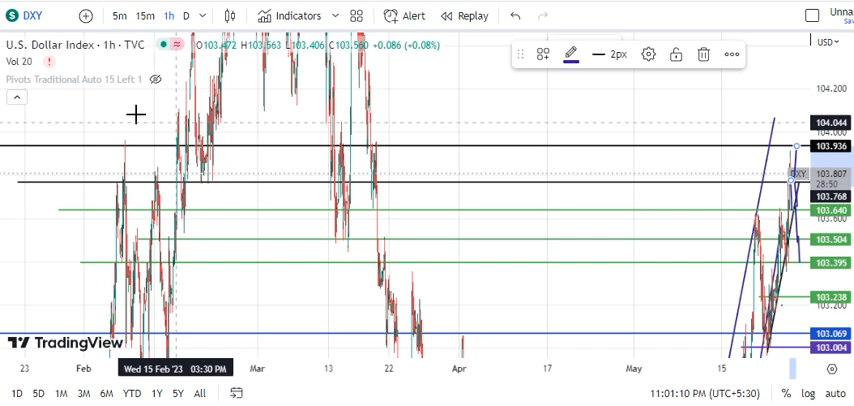 DXY 5m 15m 1h D Indicators Alert Replay Unna
Sav
U.S. Dollar Index · 1h · TVC O103.472 H103.563 L103.406 C103.560 +0.086 (+0.08%)
Vol 20
Pivots Traditional Auto 15 Left 1
2px
USD
104.200
104.044
104.000
103.936
DXY 103.807
28:50
103.768
103.640
103.600
103.504
103.395
103.238
103.200
103.069
103.004
TradingView
23 Feb Wed 15 Feb '23 03:30 PM Mar 13 22 Apr 17 May 15
1D 5D 1M 3M 6M YTD 1Y 5Y All 11:01:10 PM (UTC+5:30) % log auto